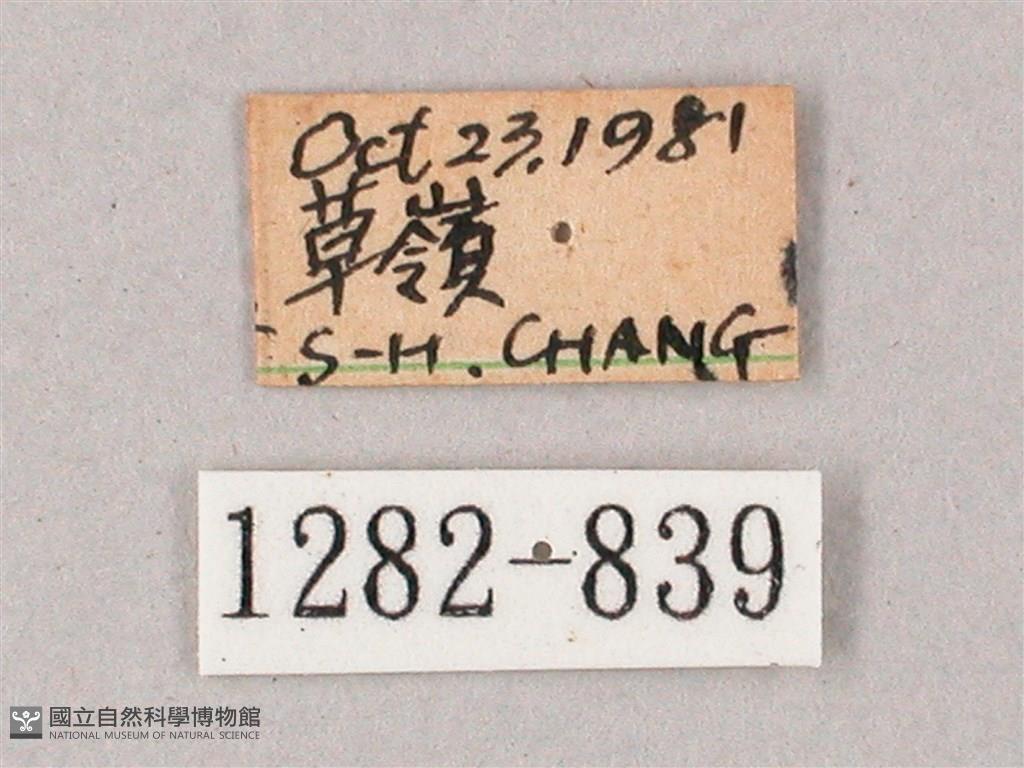 Oct 23.1981
草嶺
S-H. CHANG
1282-839
國立自然科學博物館
NATIONAL MUSEUM OF NATURAL SCIENCE